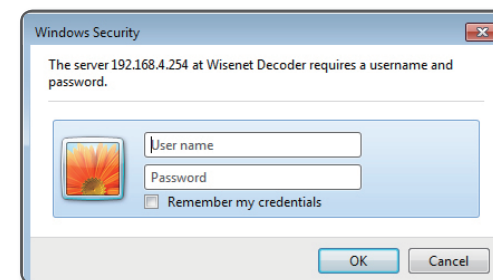 Windows Security
The server 192.168.4.254 at Wisenet Decoder requires a username and
password.
User name
Password
Remember my credentials
OK
Cancel